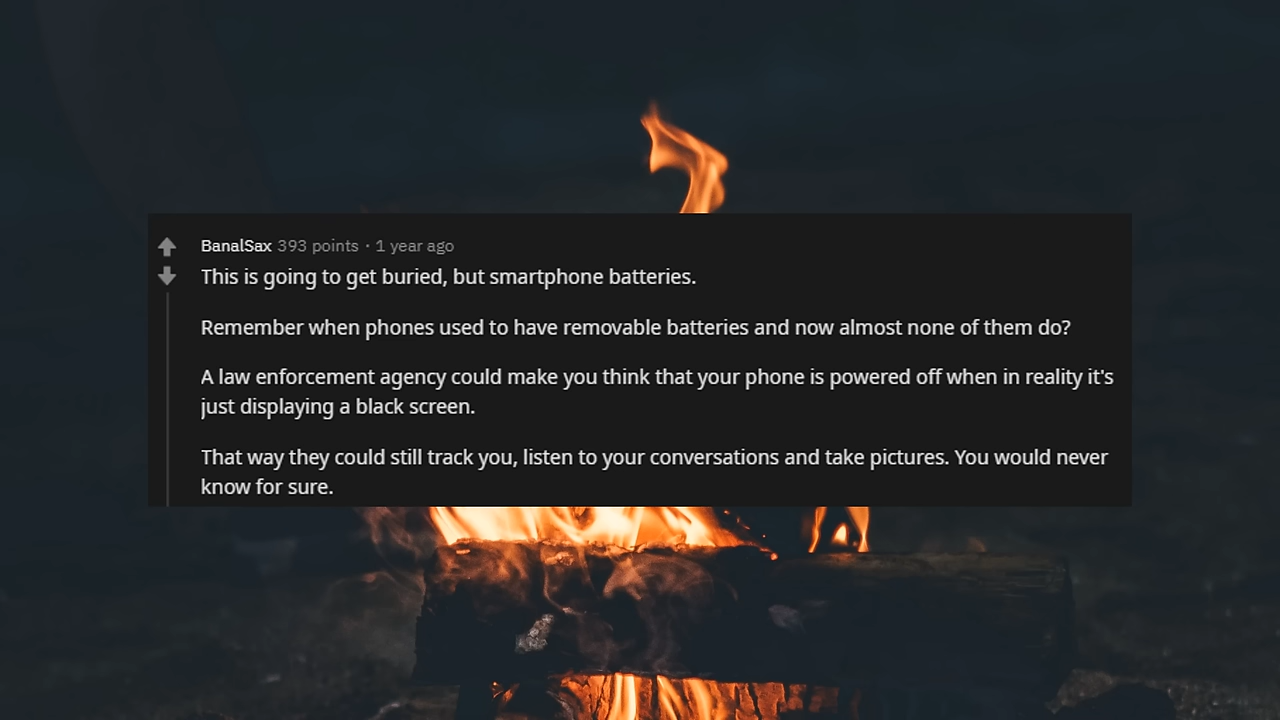 BanalSax 393 points · 1 year ago
This is going to get buried, but smartphone batteries.
Remember when phones used to have removable batteries and now almost none of them do?
A law enforcement agency could make you think that your phone is powered off when in reality it's
just displaying a black screen.
That way they could still track you, listen to your conversations and take pictures. You would never
know for sure.